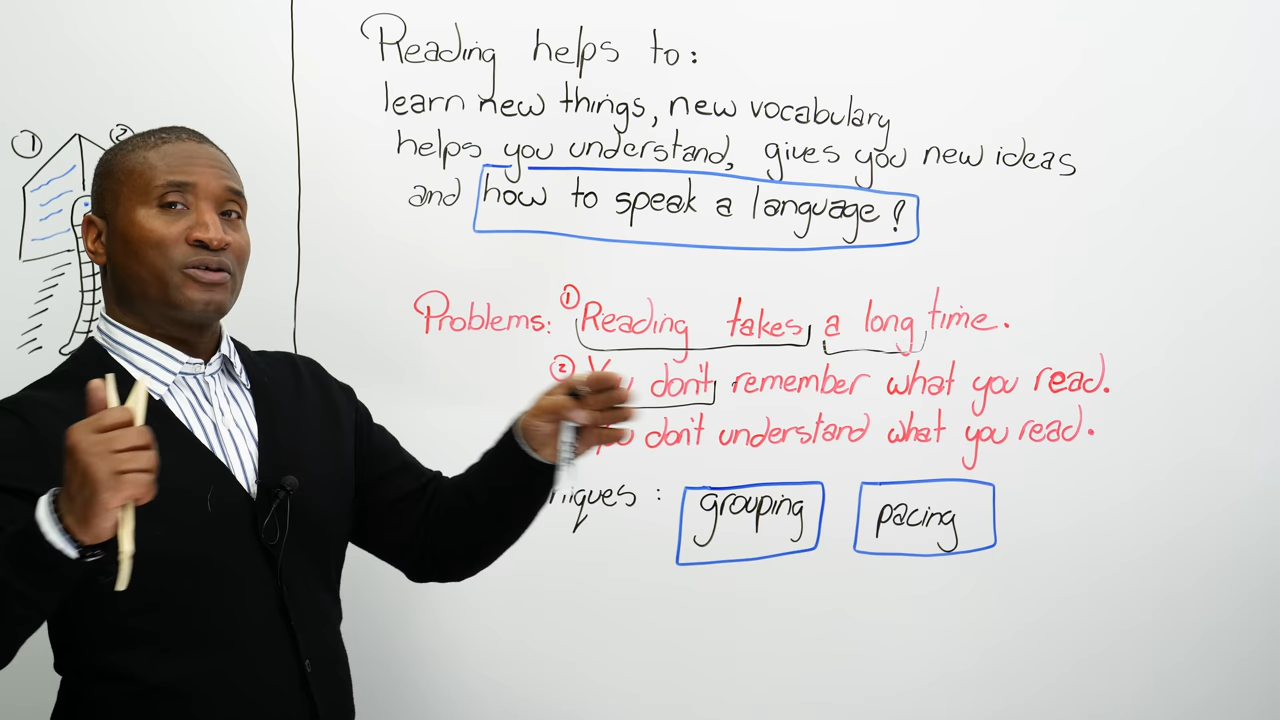 ① ②
Reading helps to:
learn new things, new vocabulary
helps you understand, gives you new ideas
and how to speak a language!
Problems: ① Reading takes a long time.
② don't remember what you read.
don't understand what you read.
: grouping pacing